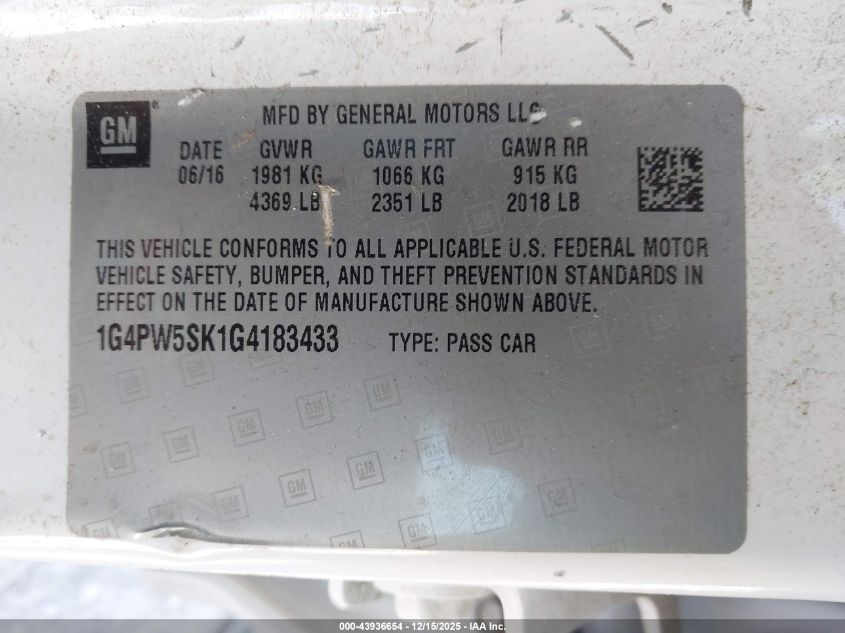 GM®
MFD BY GENERAL MOTORS LLC
DATE GVWR GAWR FRT GAWR RR
06/16 1981 KG 1066 KG 915 KG
4369 LB 2351 LB 2018 LB
THIS VEHICLE CONFORMS TO ALL APPLICABLE U.S. FEDERAL MOTOR
VEHICLE SAFETY, BUMPER, AND THEFT PREVENTION STANDARDS IN
EFFECT ON THE DATE OF MANUFACTURE SHOWN ABOVE.
1G4PW5SK1G4183433 TYPE: PASS CAR
000-43936654 - 12/15/2025 - IAA Inc.